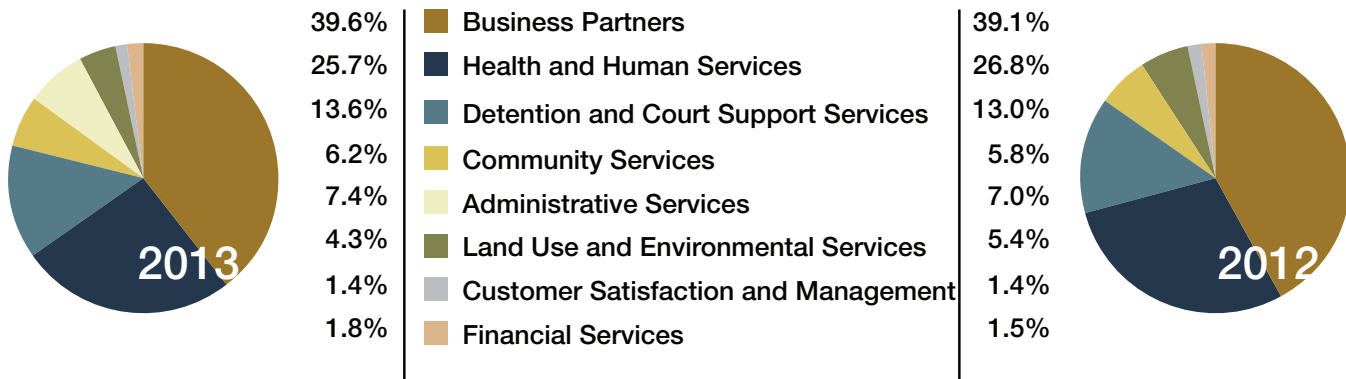 39.6% Business Partners 39.1%
25.7% Health and Human Services 26.8%
13.6% Detention and Court Support Services 13.0%
6.2% Community Services 5.8%
7.4% Administrative Services 7.0%
4.3% Land Use and Environmental Services 5.4%
1.4% Customer Satisfaction and Management 1.4%
1.8% Financial Services 1.5%
2013
2012